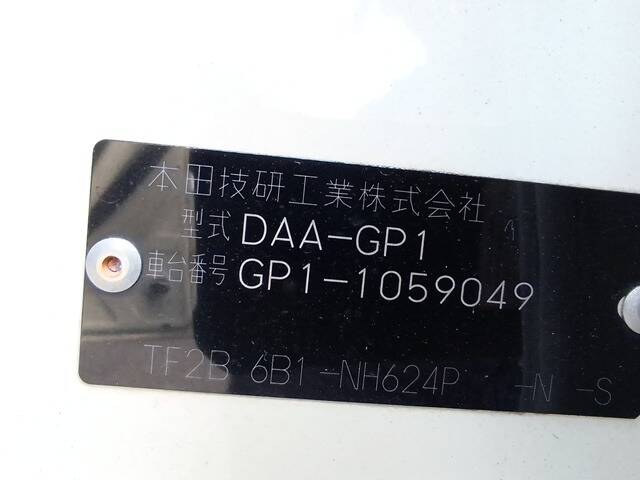 本田技研工業株式会社
型式 DAA-GP1
車台番号 GP1-1059049
TF2B 6B1-NH624P -N -S